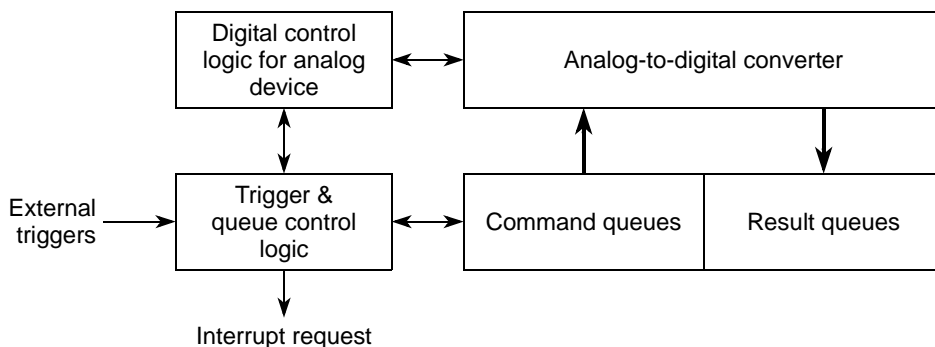 Digital control
logic for analog
device
Analog-to-digital converter
External
triggers
Trigger &
queue control
logic
Command queues
Result queues
Interrupt request